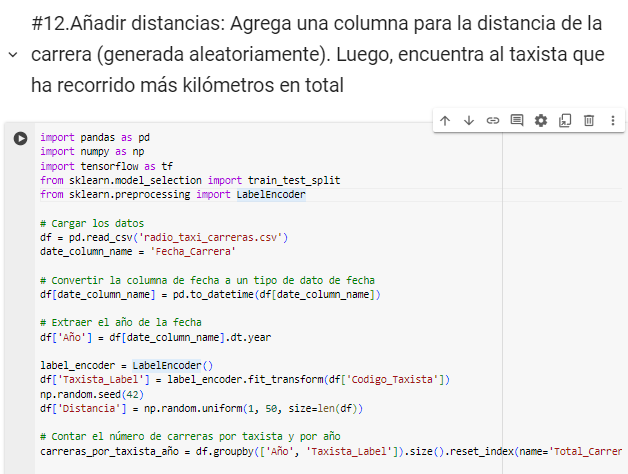 #12.Añadir distancias: Agrega una columna para la distancia de la
carrera (generada aleatoriamente). Luego, encuentra al taxista que
ha recorrido más kilómetros en total
import pandas as pd
import numpy as np
import tensorflow as tf
from sklearn.model_selection import train_test_split
from sklearn.preprocessing import LabelEncoder
# Cargar los datos
df = pd.read_csv('radio_taxi_carreras.csv')
date_column_name = 'Fecha_Carrera'
# Convertir la columna de fecha a un tipo de dato de fecha
df[date_column_name] = pd.to_datetime(df[date_column_name])
# Extraer el año de la fecha
df['Año'] = df[date_column_name].dt.year
label_encoder = LabelEncoder()
df['Taxista_Label'] = label_encoder.fit_transform(df['Codigo_Taxista'])
np.random.seed(42)
df['Distancia'] = np.random.uniform(1, 50, size=len(df))
# Contar el número de carreras por taxista y por año
carreras_por_taxista_año = df.groupby(['Año', 'Taxista_Label']).size().reset_index(name='Total_Carrer